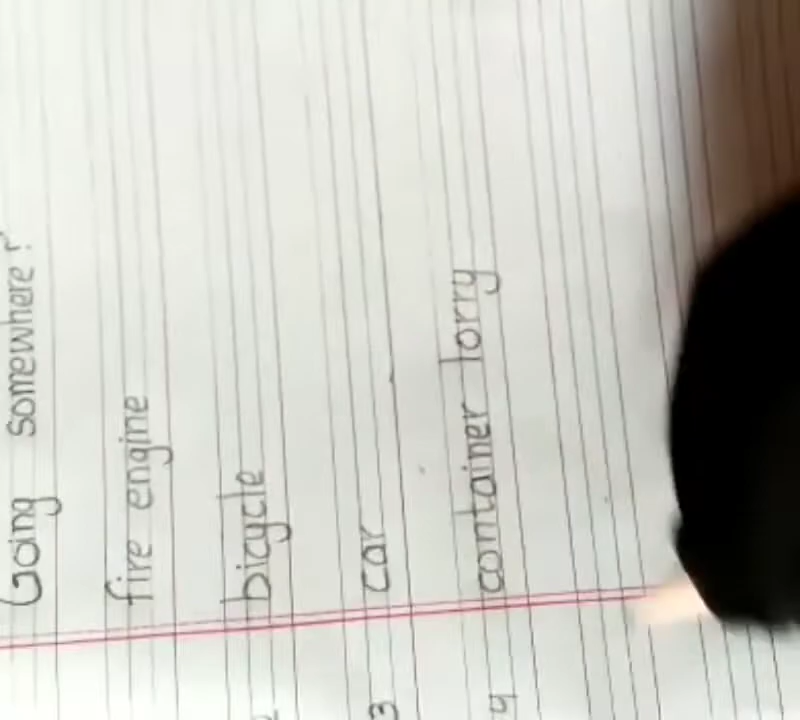 Going somewhere?
fire engine
bicycle
3 car
4 container lorry